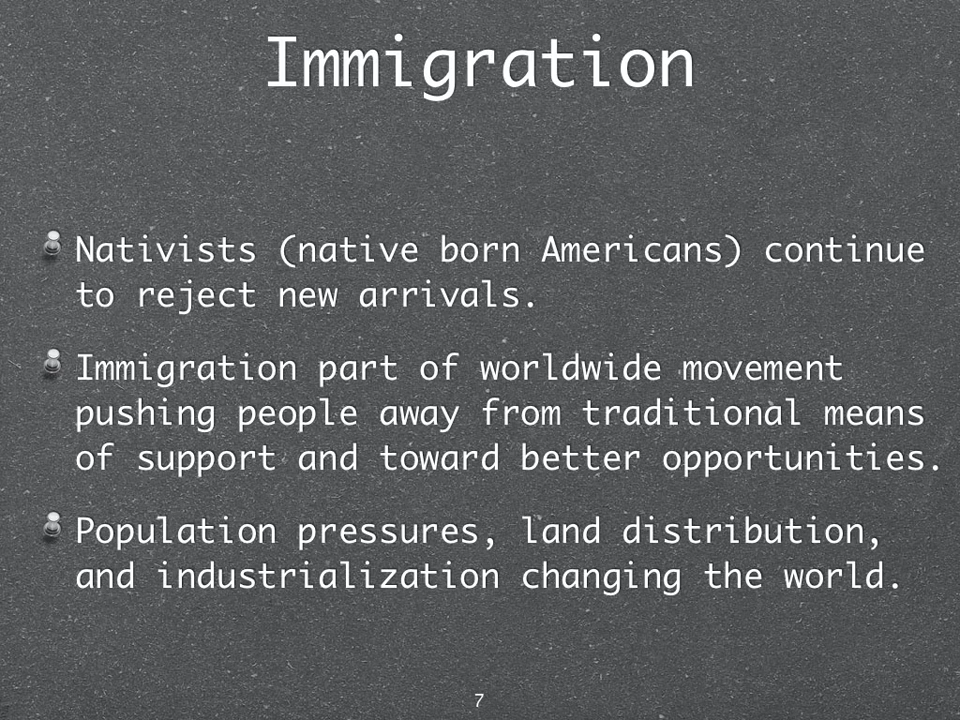 Immigration
Nativists (native born Americans) continue
to reject new arrivals.
Immigration part of worldwide movement
pushing people away from traditional means
of support and toward better opportunities.
Population pressures, land distribution,
and industrialization changing the world.
7